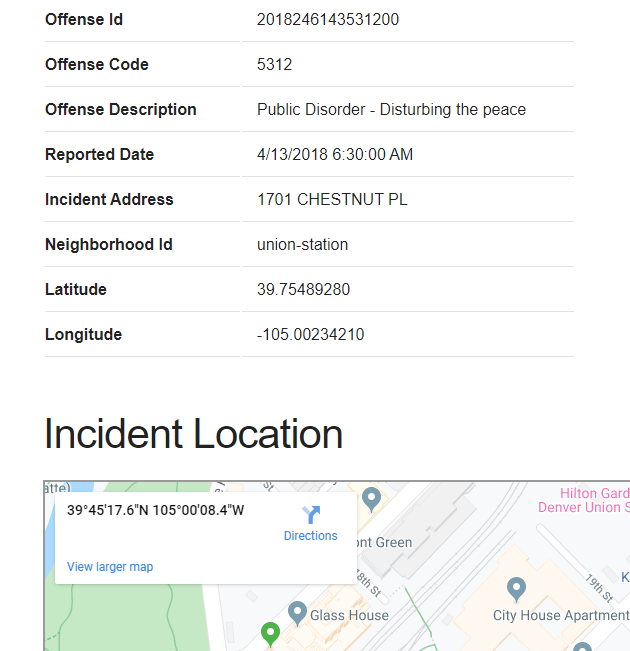 Offense Id 2018246143531200
Offense Code 5312
Offense Description Public Disorder - Disturbing the peace
Reported Date 4/13/2018 6:30:00 AM
Incident Address 1701 CHESTNUT PL
Neighborhood Id union-station
Latitude 39.75489280
Longitude -105.00234210
Incident Location
39°45'17.6"N 105°00'08.4"W
Directions
View larger map
Hilton Gard
Denver Union S
ont Green
18th St
19th St
K
Glass House
City House Apartment